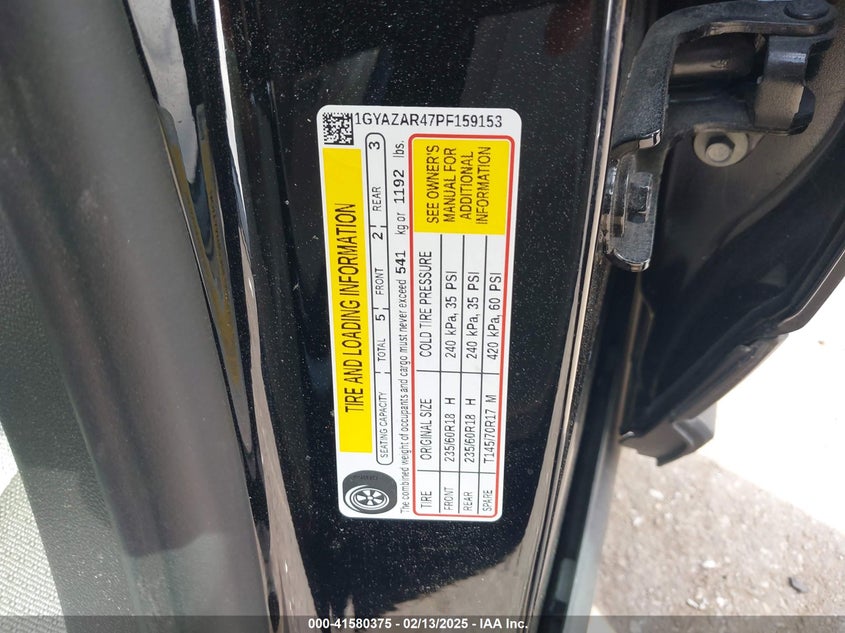 1GYAZAR47PF159153
TIRE AND LOADING INFORMATION
SEATING CAPACITY TOTAL 5 FRONT 2 REAR 3
The combined weight of occupants and cargo must never exceed 541 kg or 1192 lbs.
TIRE ORIGINAL SIZE COLD TIRE PRESSURE
FRONT 235/60R18 H 240 kPa, 35 PSI
REAR 235/60R18 H 240 kPa, 35 PSI
SPARE T145/70R17 M 420 kPa, 60 PSI
SEE OWNER'S
MANUAL FOR
ADDITIONAL
INFORMATION
000-41580375 - 02/13/2025 - IAA Inc.